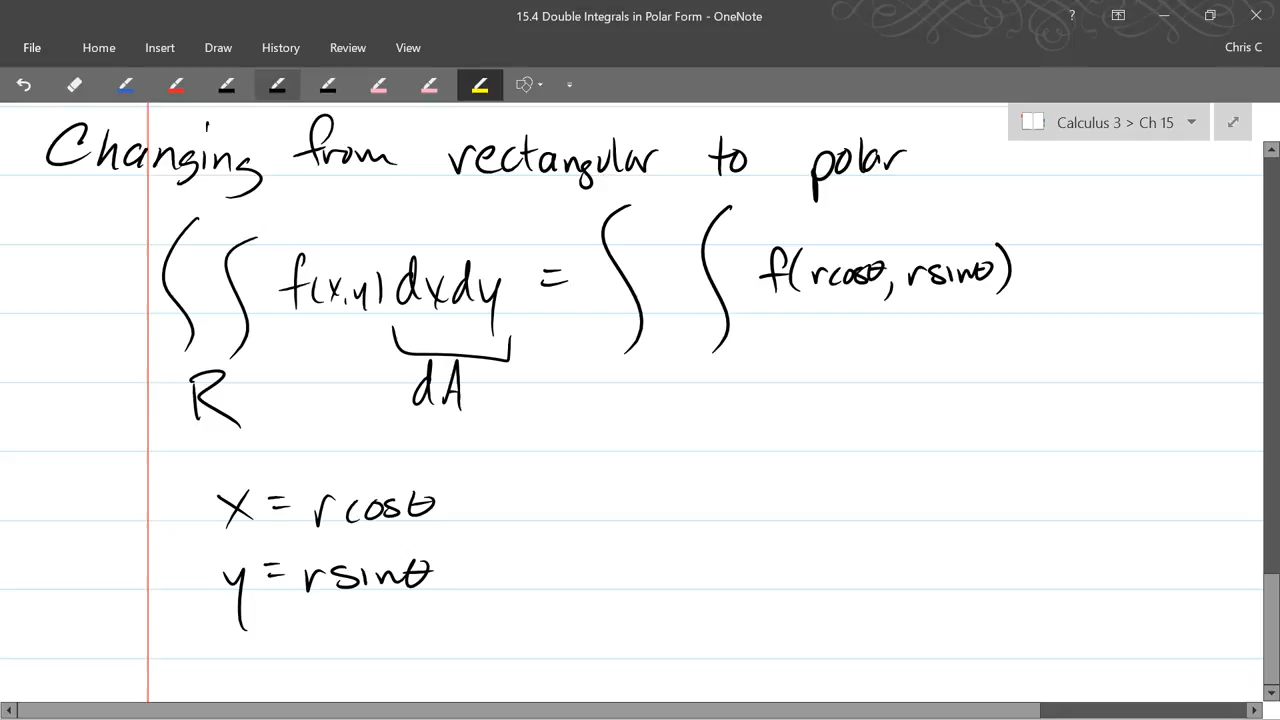 15.4 Double Integrals in Polar Form - OneNote
?
File Home Insert Draw History Review View Chris C
Calculus 3 > Ch 15
Changing from rectangular to polar
∫∫ f(x,y) dxdy = ∫ ∫ f(rcosθ, rsinθ)
R dA
x = rcosθ
y = rsinθ